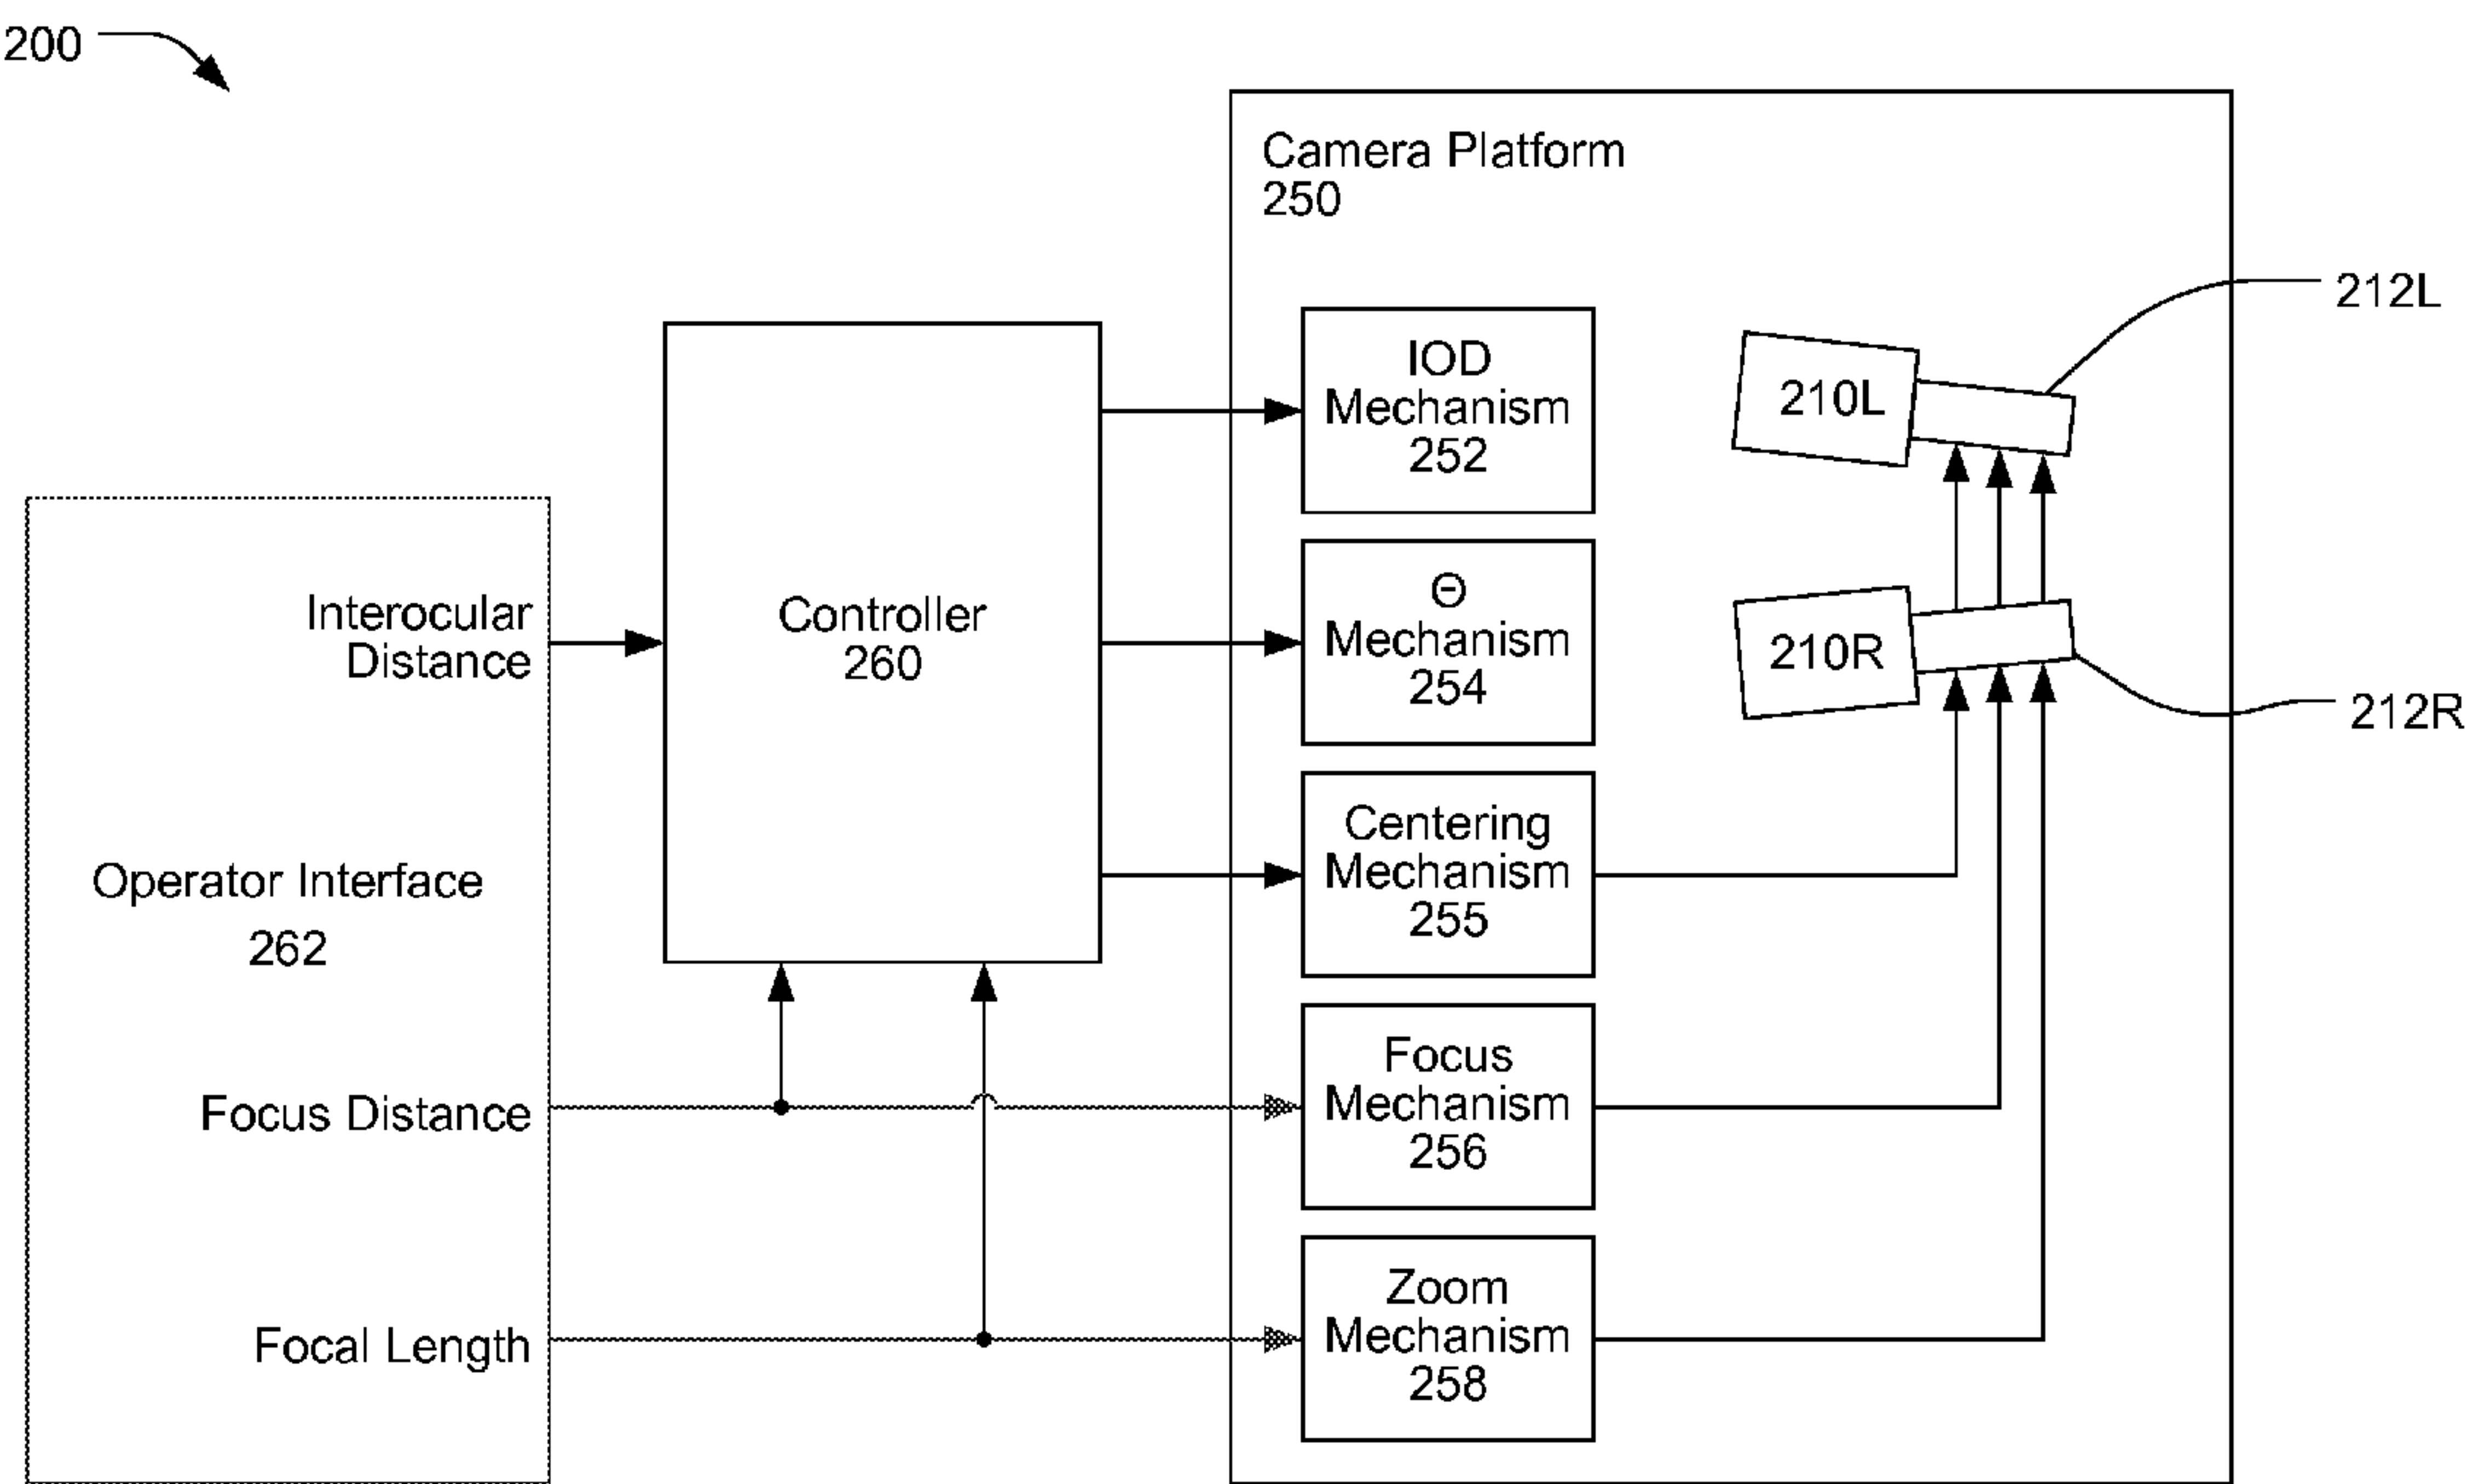 200
Camera Platform
250
212L
IOD
Mechanism
252
210L
Θ
Mechanism
254
Interocular
Distance
Controller
260
210R
212R
Centering
Mechanism
255
Operator Interface
262
Focus
Mechanism
256
Focus Distance
Zoom
Mechanism
258
Focal Length